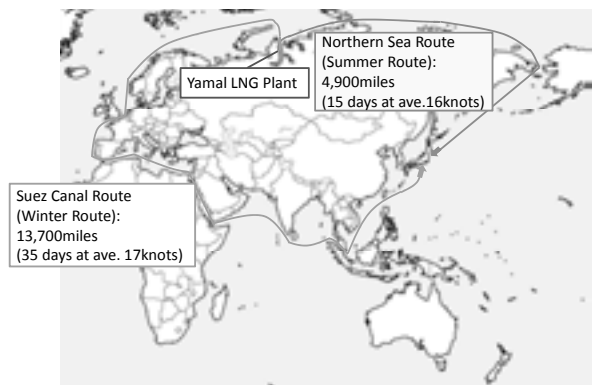 Northern Sea Route
(Summer Route):
4,900miles
(15 days at ave.16knots)
Yamal LNG Plant
Suez Canal Route
(Winter Route):
13,700miles
(35 days at ave. 17knots)